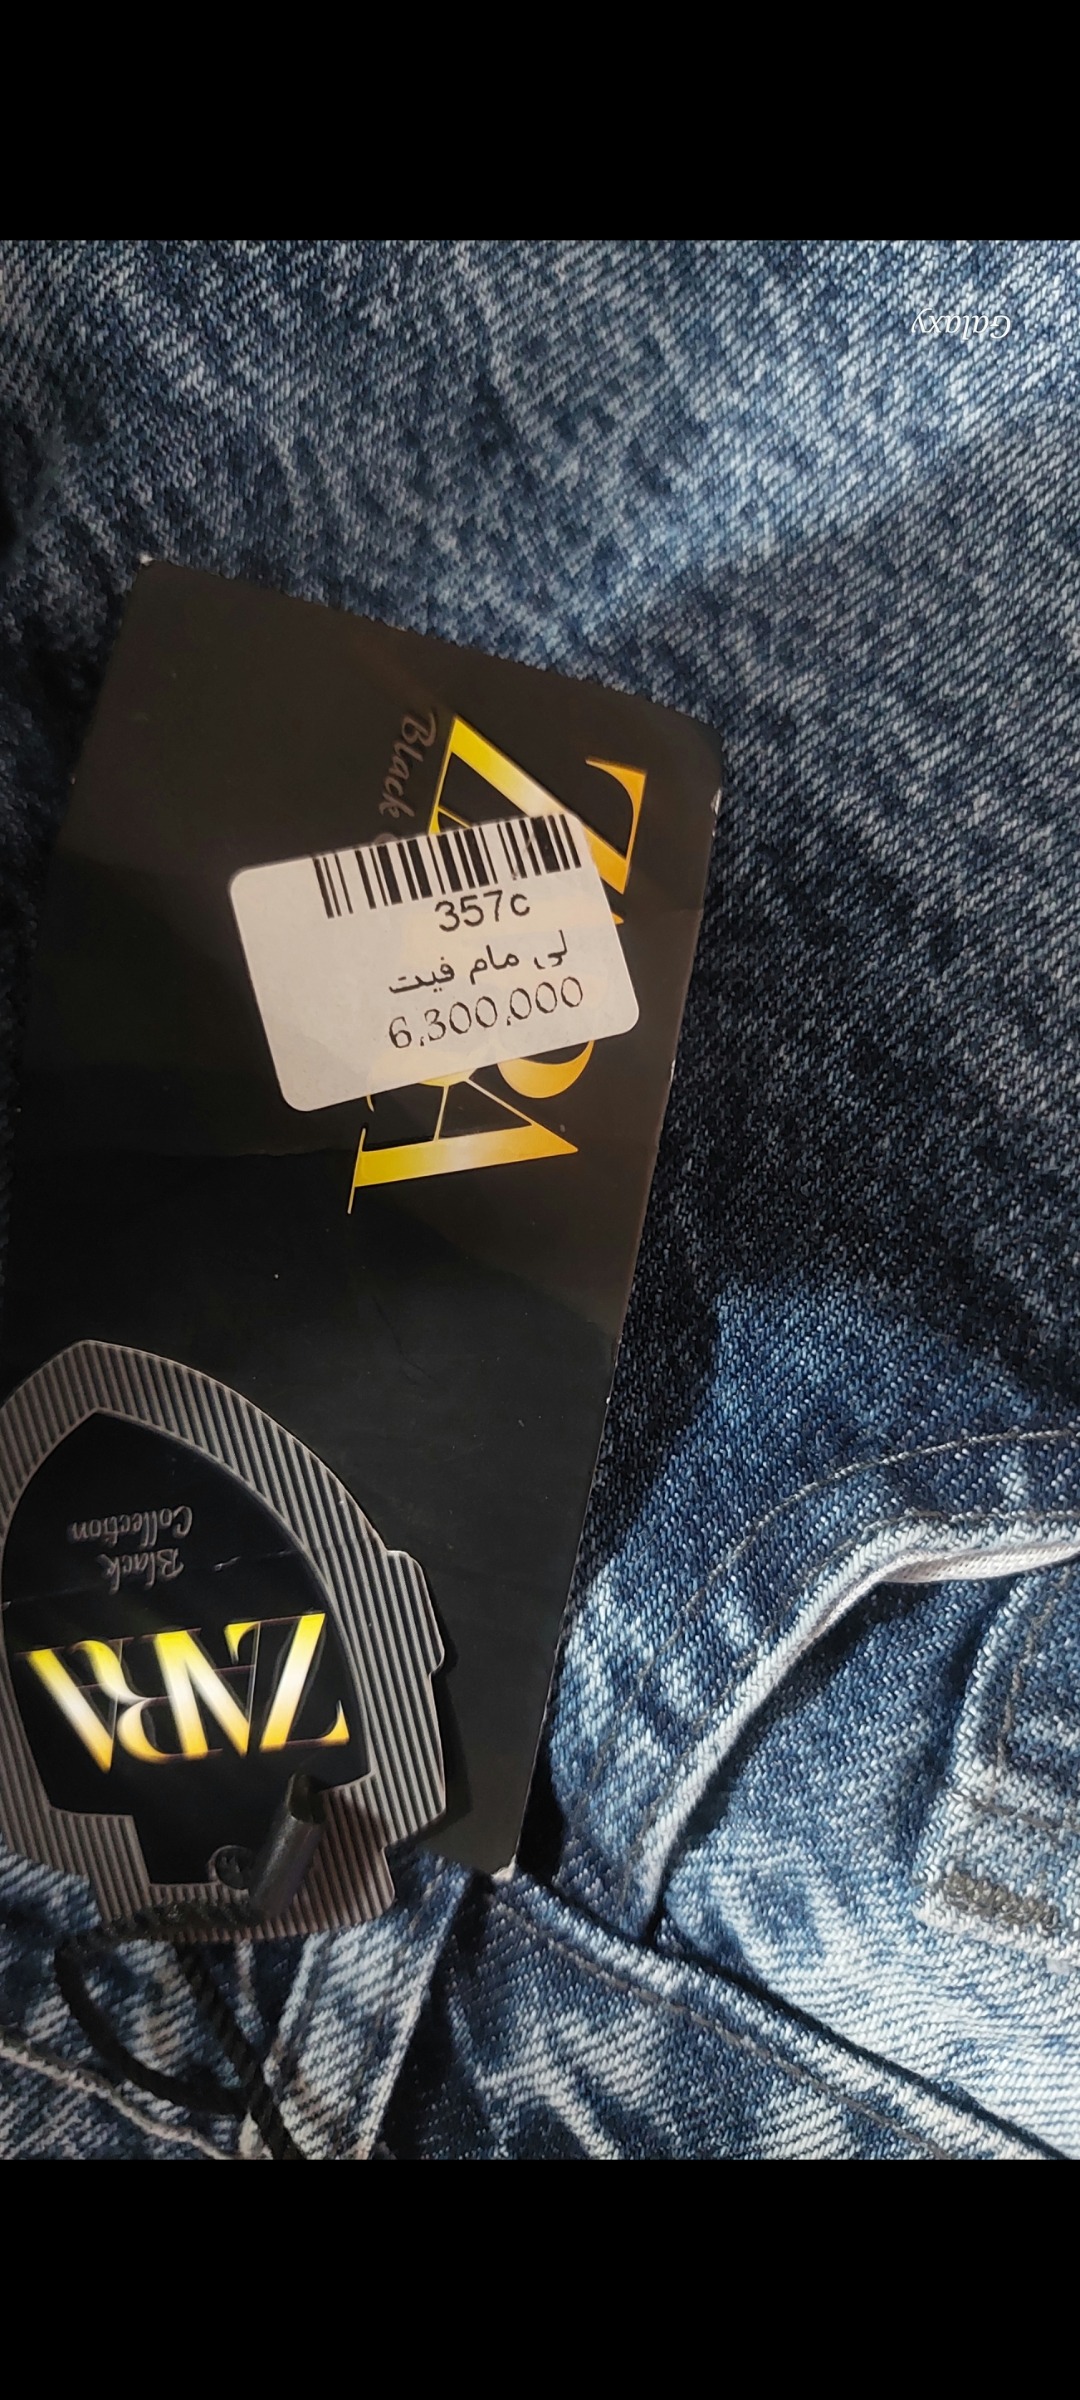 ZARA
Black
357c
لی مام فیت
6,300,000
ZARA
Black
Collection
Galaxy